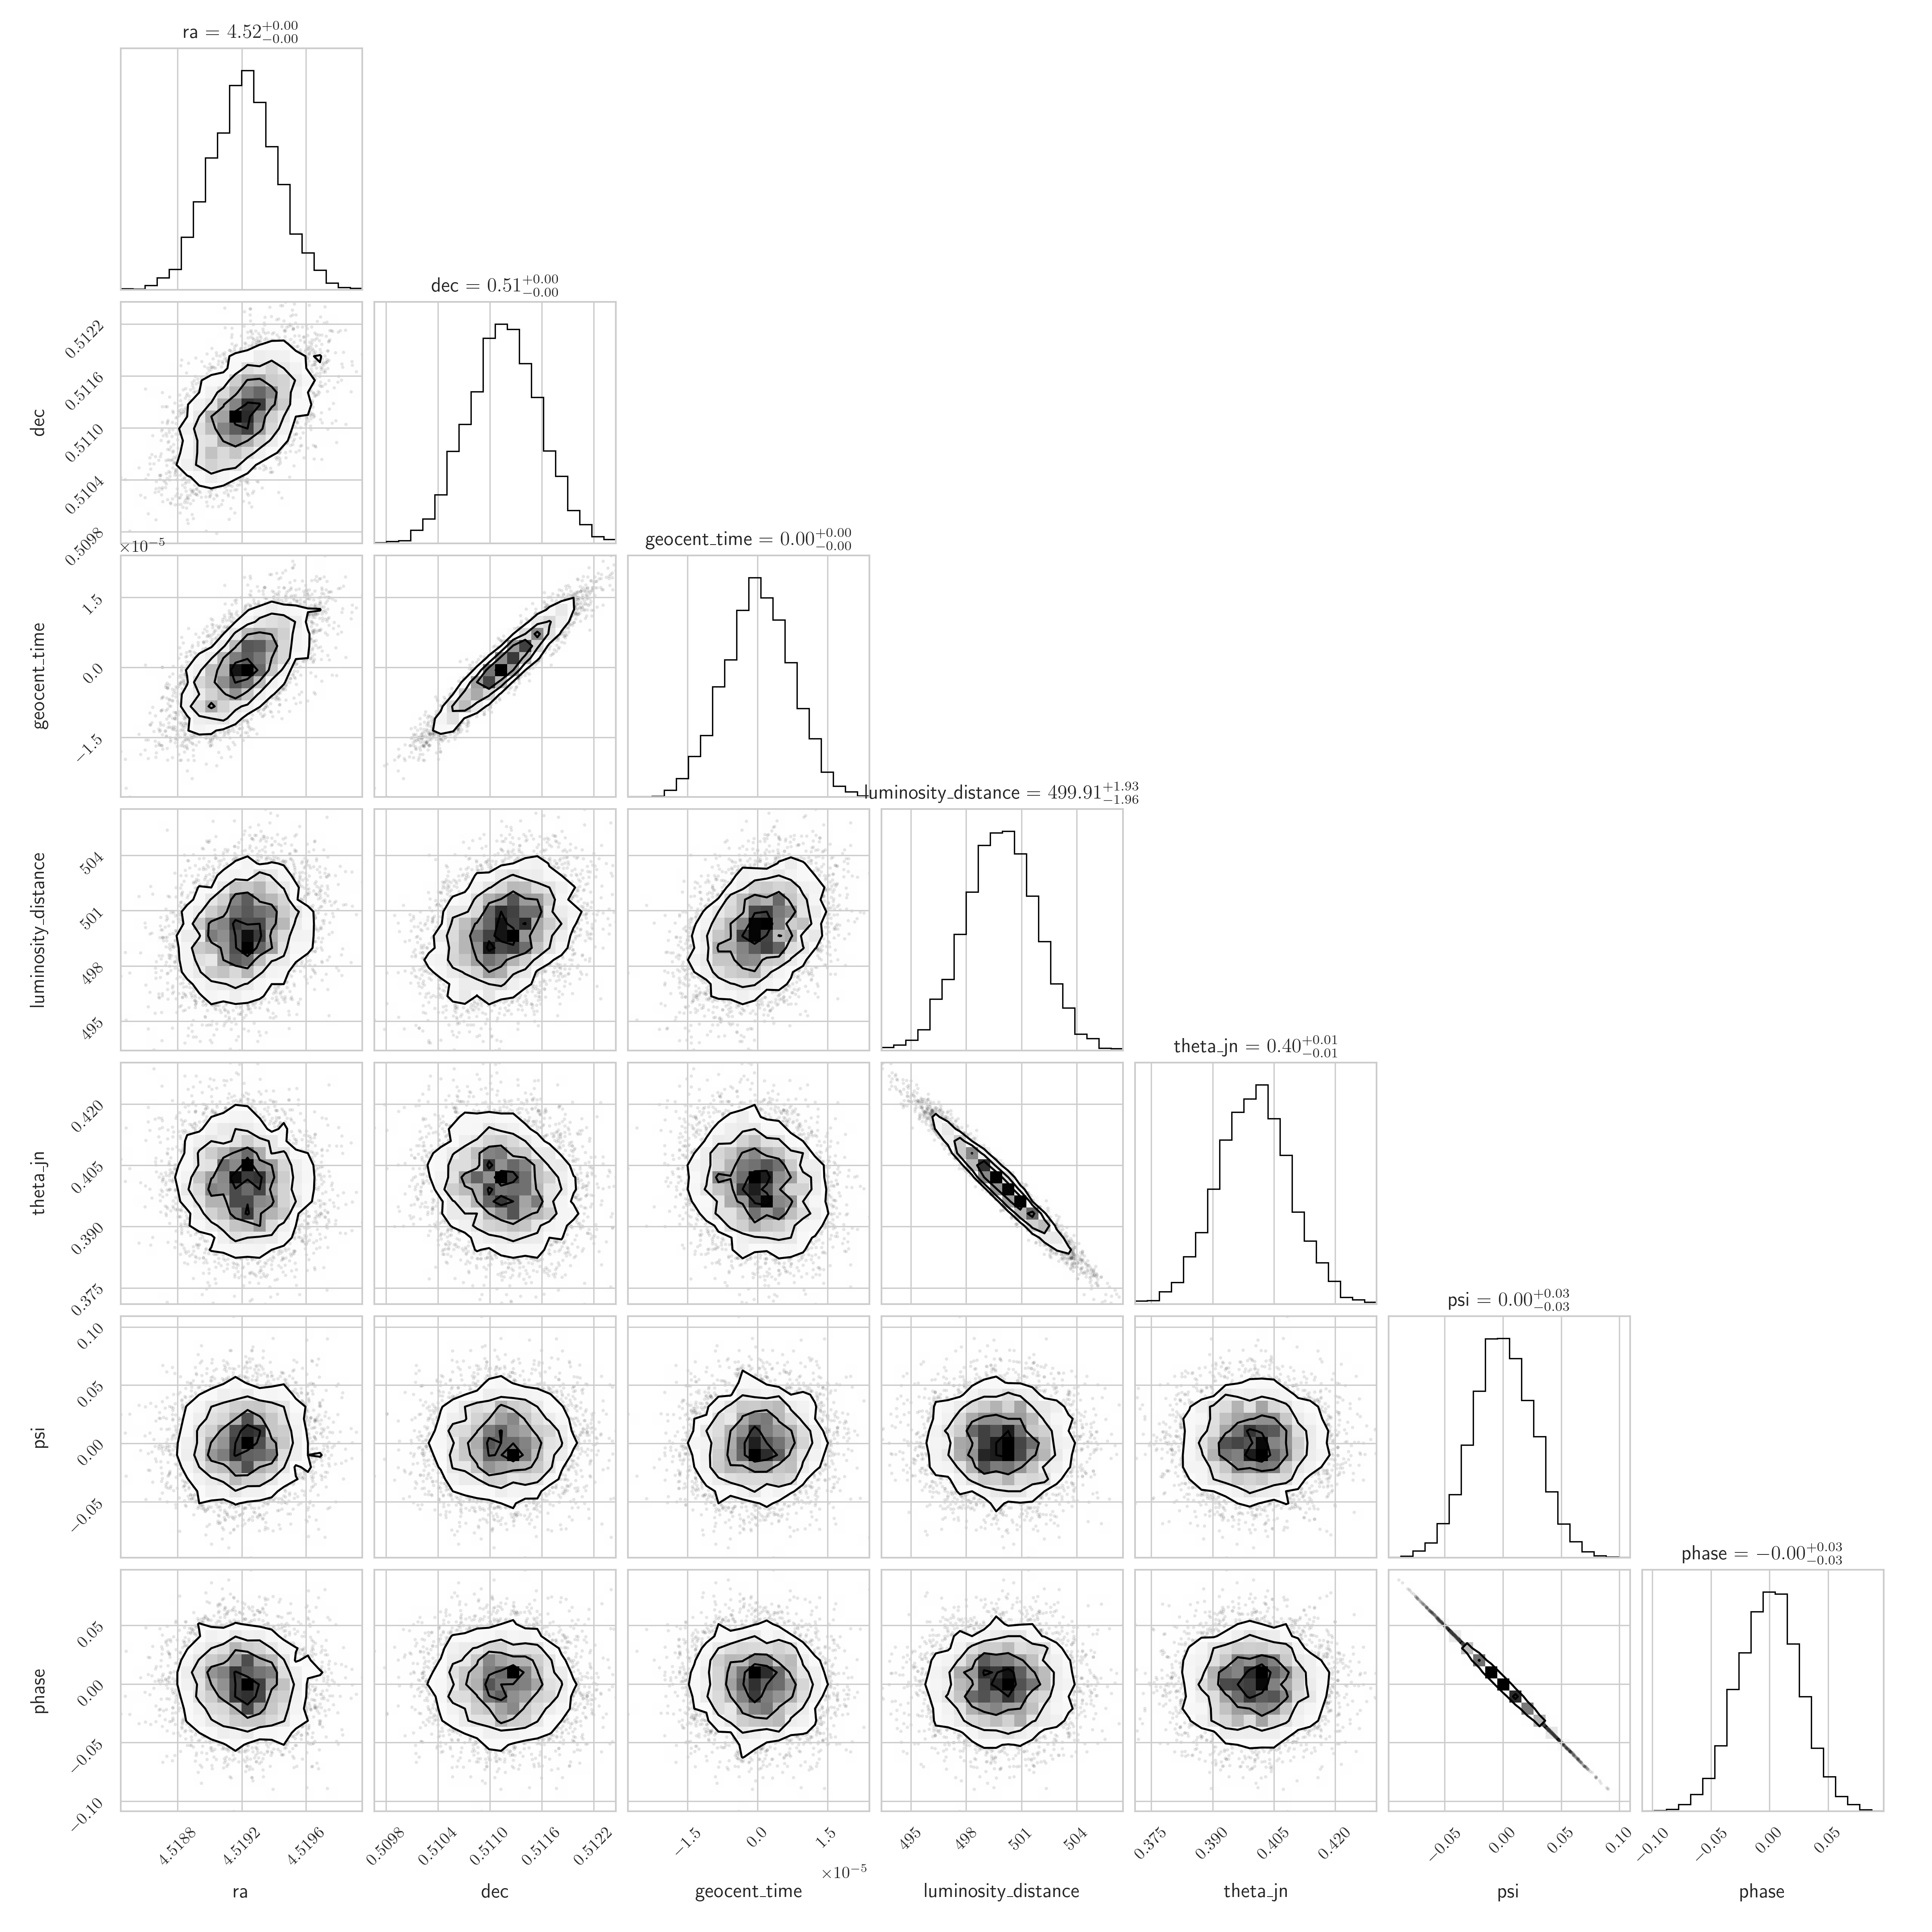 ra = 4.52+0.00−0.00
dec = 0.51+0.00−0.00
dec
0.5122
0.5116
0.5110
0.5104
0.5098
geocent_time = 0.00+0.00−0.00
×10−5
geocent_time
1.5
0.0
−1.5
luminosity_distance = 499.91+1.93−1.96
luminosity_distance
504
501
498
495
theta_jn = 0.40+0.01−0.01
theta_jn
0.420
0.405
0.390
0.375
psi = 0.00+0.03−0.03
psi
0.10
0.05
0.00
−0.05
phase = −0.00+0.03−0.03
phase
0.05
0.00
−0.05
−0.10
4.5188 4.5192 4.5196 0.5098 0.5104 0.5110 0.5116 0.5122 −1.5 0.0 1.5 495 498 501 504 0.375 0.390 0.405 0.420 −0.05 0.00 0.05 0.10 −0.10 −0.05 0.00 0.05
×10−5
ra dec geocent_time luminosity_distance theta_jn psi phase